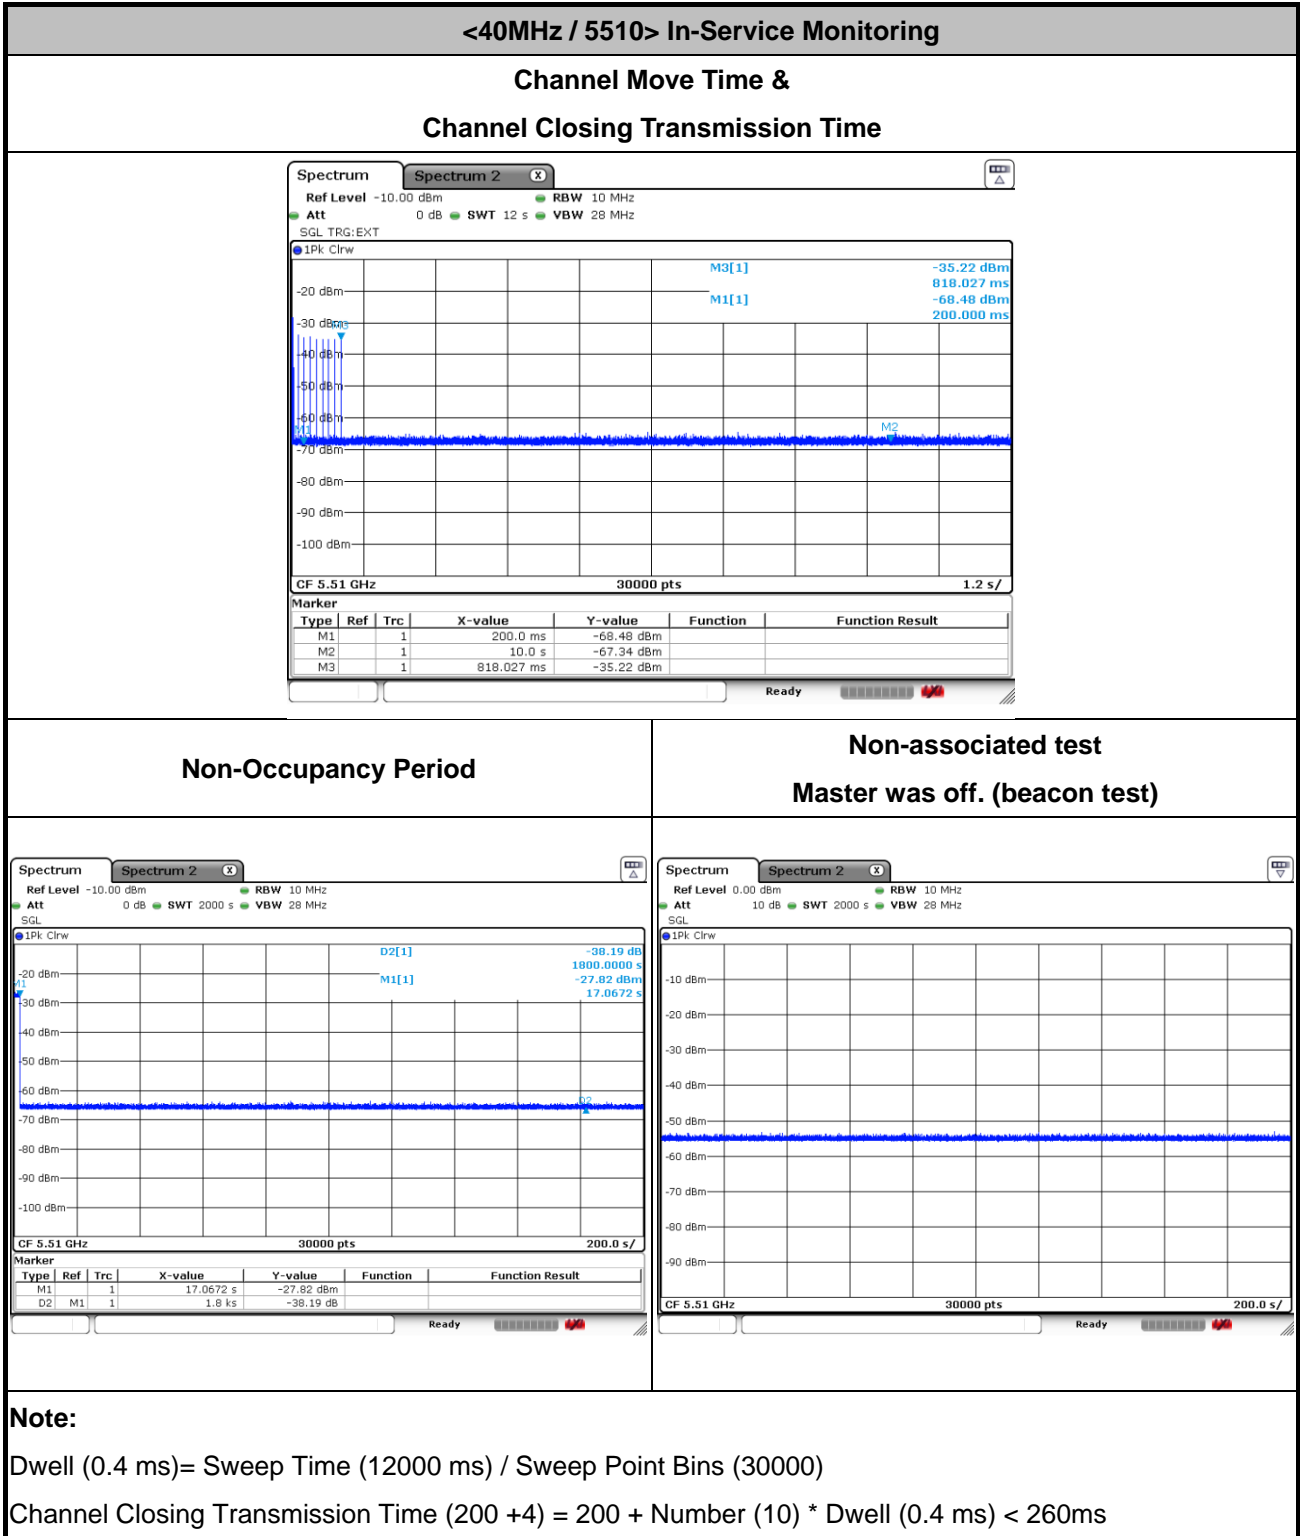 <40MHz / 5510> In-Service Monitoring
Channel Move Time &
Channel Closing Transmission Time
Spectrum Spectrum 2 X
Ref Level -10.00 dBm RBW 10 MHz
Att 0 dB SWT 12 s VBW 28 MHz
SGL TRG:EXT
1Pk Clrw
M3[1] -35.22 dBm
818.027 ms
M1[1] -68.48 dBm
200.000 ms
-20 dBm
-30 dBm
M3
-40 dBm
-50 dBm
-60 dBm
M1
M2
-70 dBm
-80 dBm
-90 dBm
-100 dBm
CF 5.51 GHz 30000 pts 1.2 s/
Marker
Type Ref Trc X-value Y-value Function Function Result
M1 1 200.0 ms -68.48 dBm
M2 1 10.0 s -67.34 dBm
M3 1 818.027 ms -35.22 dBm
Ready
Non-Occupancy Period
Spectrum Spectrum 2 X
Ref Level -10.00 dBm RBW 10 MHz
Att 0 dB SWT 2000 s VBW 28 MHz
SGL
1Pk Clrw
D2[1] -38.19 dB
1800.0000 s
M1[1] -27.82 dBm
17.0672 s
-20 dBm
M1
-30 dBm
-40 dBm
-50 dBm
-60 dBm
D2
-70 dBm
-80 dBm
-90 dBm
-100 dBm
CF 5.51 GHz 30000 pts 200.0 s/
Marker
Type Ref Trc X-value Y-value Function Function Result
M1 1 17.0672 s -27.82 dBm
D2 M1 1 1.8 ks -38.19 dB
Ready
Non-associated test
Master was off. (beacon test)
Spectrum Spectrum 2 X
Ref Level 0.00 dBm RBW 10 MHz
Att 10 dB SWT 2000 s VBW 28 MHz
SGL
1Pk Clrw
-10 dBm
-20 dBm
-30 dBm
-40 dBm
-50 dBm
-60 dBm
-70 dBm
-80 dBm
-90 dBm
CF 5.51 GHz 30000 pts 200.0 s/
Ready
Note:
Dwell (0.4 ms)= Sweep Time (12000 ms) / Sweep Point Bins (30000)
Channel Closing Transmission Time (200 +4) = 200 + Number (10) * Dwell (0.4 ms) < 260ms